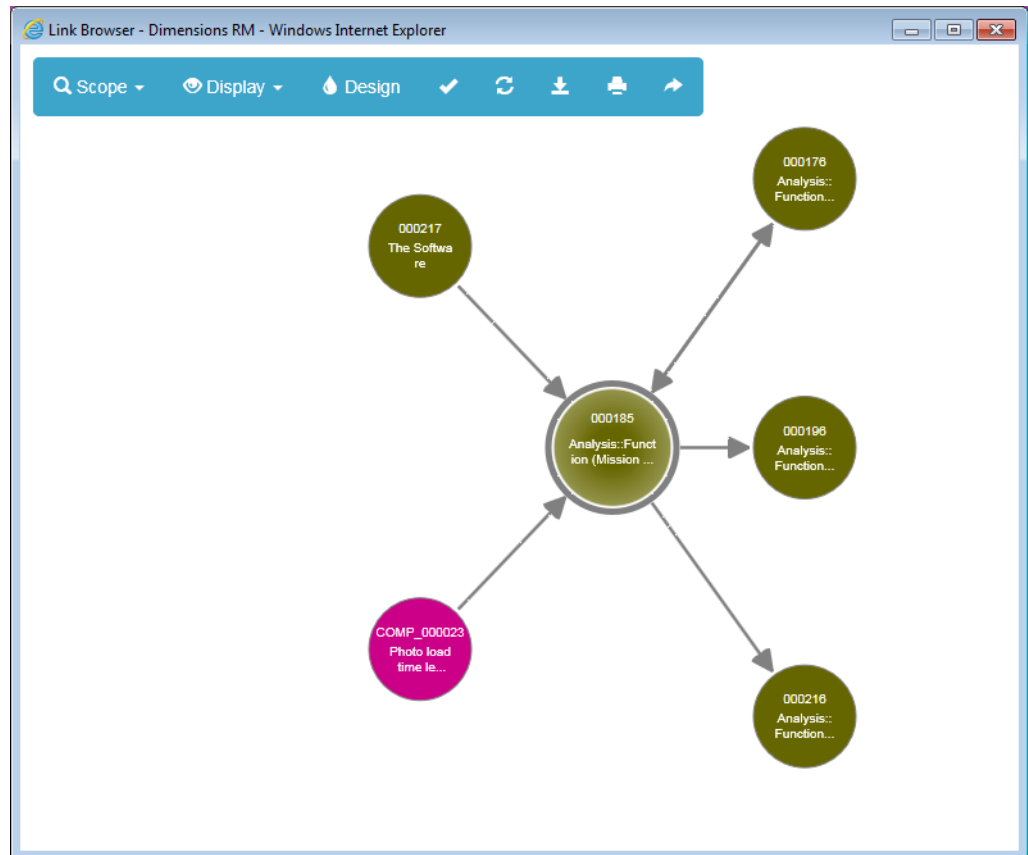 Link Browser - Dimensions RM - Windows Internet Explorer
Scope Display Design
000176
Analysis::
Function...
000217
The Softwa
re
000185
Analysis::Funct
ion (Mission ...
000196
Analysis::
Function...
COMP_000023
Photo load
time le...
000216
Analysis::
Function...